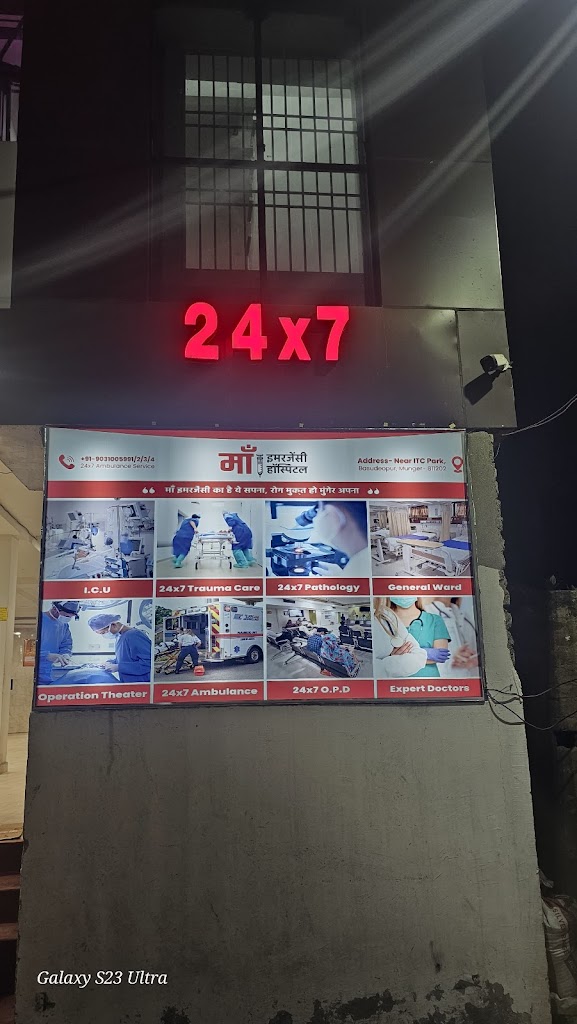 24x7
+91-9031005991/2/3/4
24x7 Ambulance Service
माँ इमरजेंसी
हॉस्पिटल
Address- Near ITC Park,
Basudeopur, Munger- 811202
माँ इमरजेंसी का है ये सपना, रोग मुक्त हो मुंगेर अपना
I.C.U
24x7 Trauma Care
24x7 Pathology
General Ward
Operation Theater
24x7 Ambulance
24x7 O.P.D
Expert Doctors
Galaxy S23 Ultra